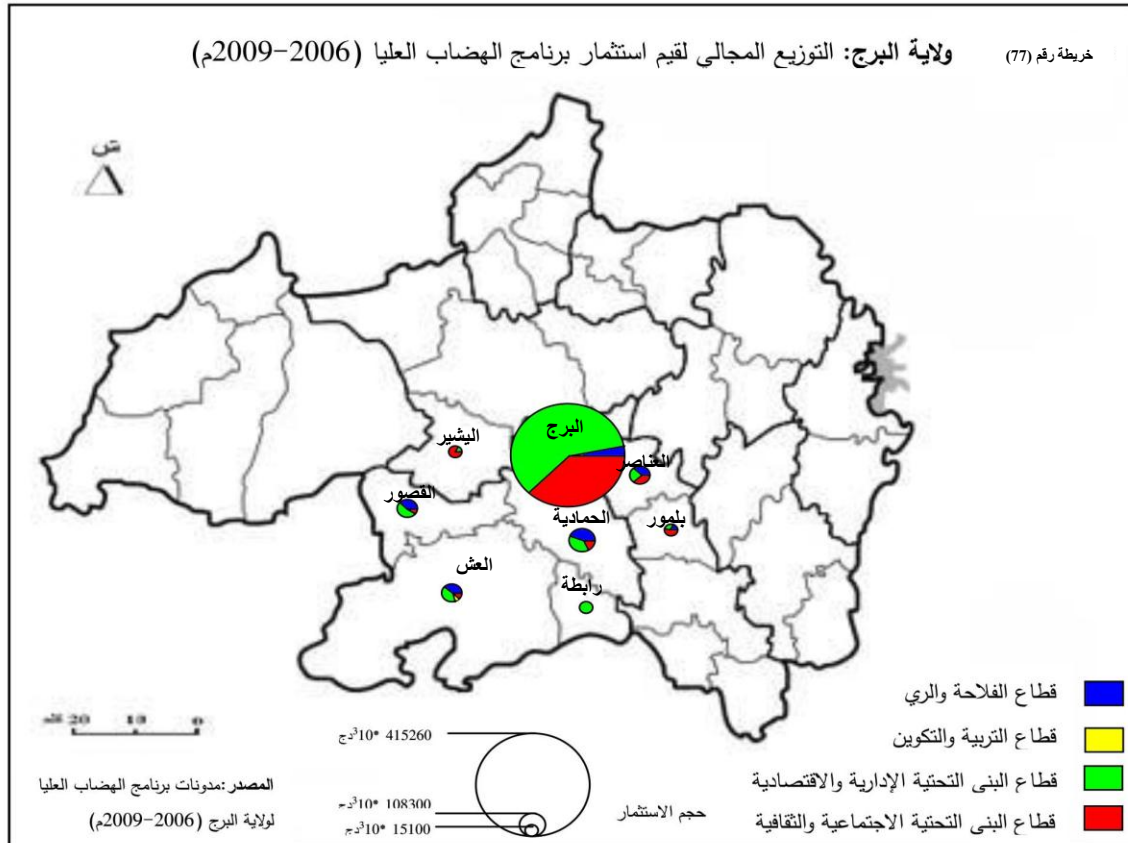 خريطة رقم (77)
ولاية البرج: التوزيع المجالي لقيم استثمار برنامج الهضاب العليا (2006-2009م)
ش
البرج
اليشير
العناصر
القصور
الحمادية
بلمور
العش
رابطة
قطاع الفلاحة والري
قطاع التربية والتكوين
قطاع البنى التحتية الإدارية والاقتصادية
قطاع البنى التحتية الاجتماعية والثقافية
حجم الاستثمار
415260 *10³دج
108300 *10³دج
15100 *10³دج
20 10 0
المصدر:مدونات برنامج الهضاب العليا
لولاية البرج (2006-2009م)